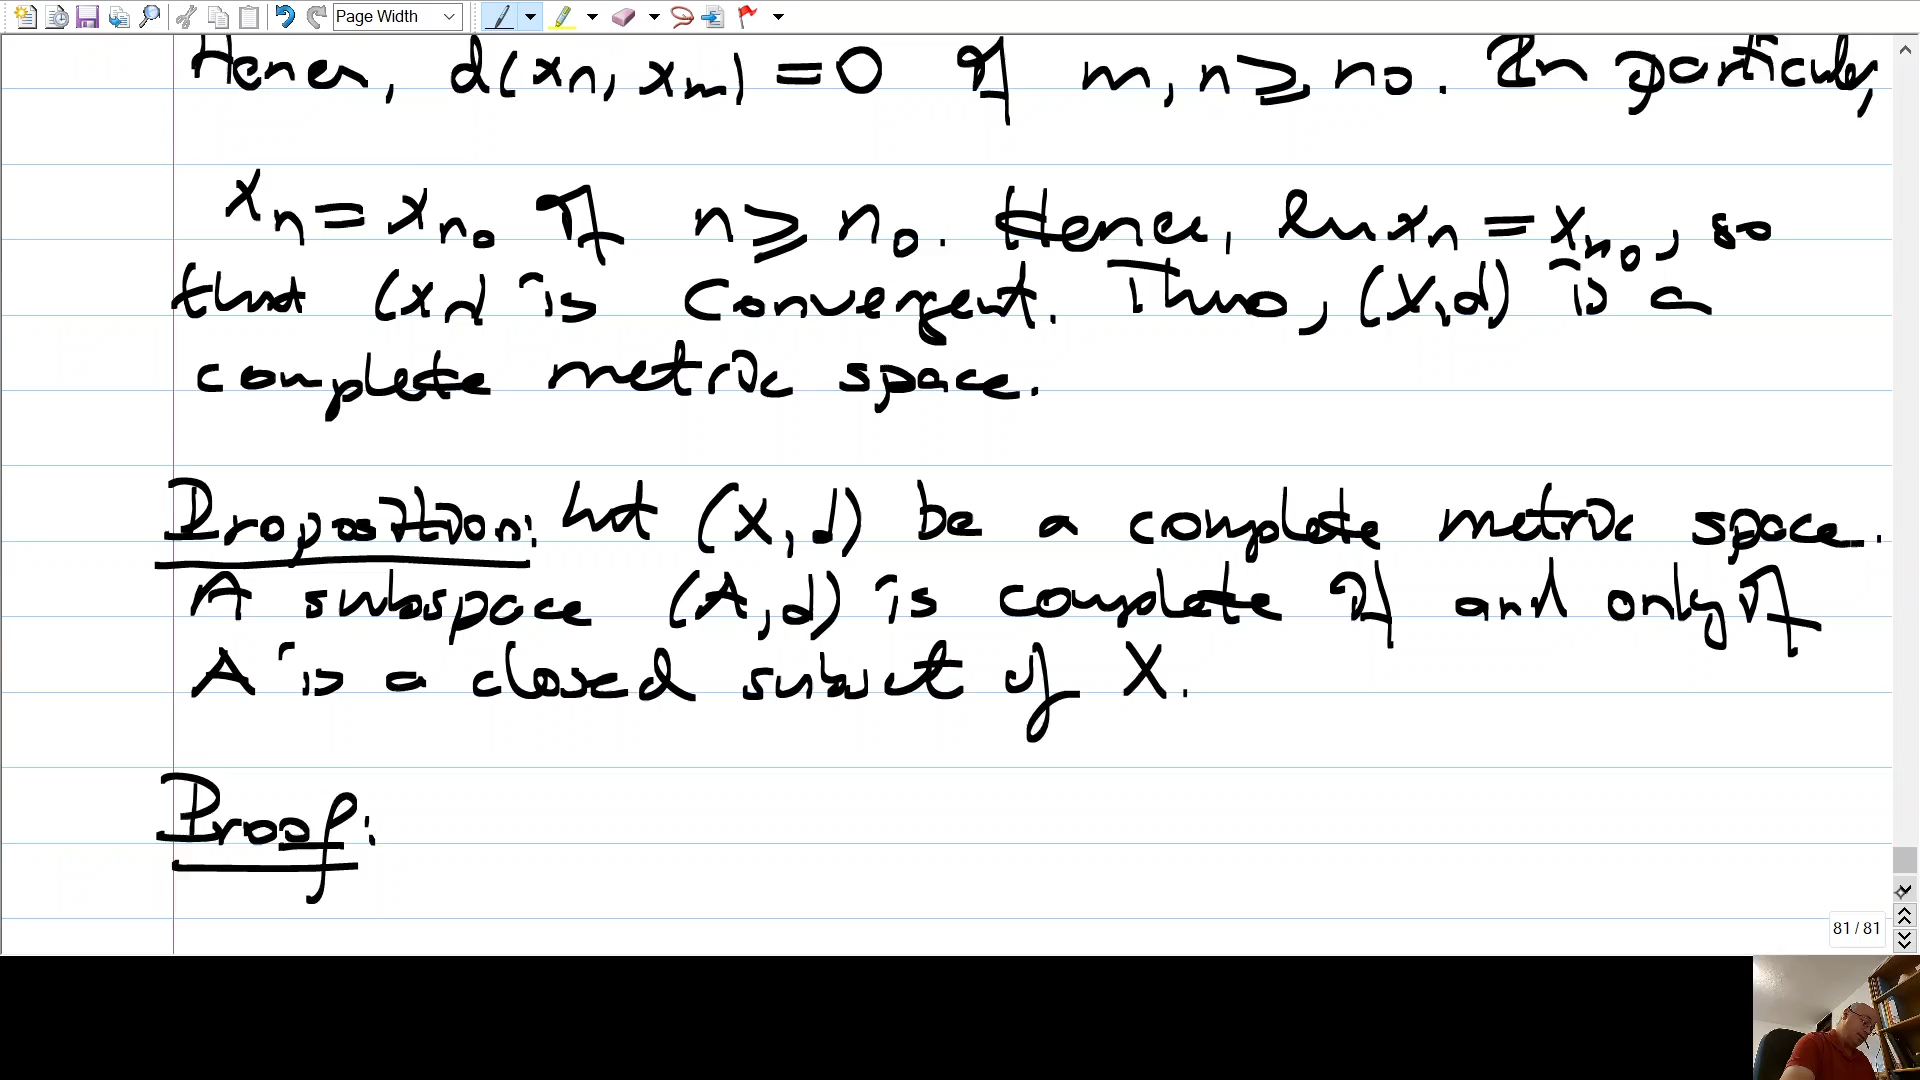 Page Width
Hence, d(xn, xm) = 0 if m, n ≥ n0. In particular,
xn = xn0 if n ≥ n0. Hence, lim xn = xn0, so
that (xn) is convergent. Thus, (X,d) is a
complete metric space.
Proposition: Let (X,d) be a complete metric space.
A subspace (A,d) is complete if and only if
A is a closed subset of X.
Proof:
81 / 81